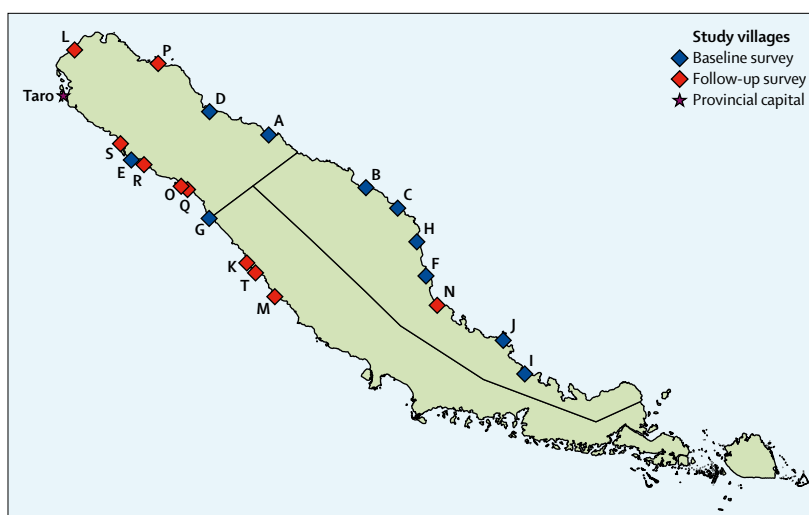 Study villages
Baseline survey
Follow-up survey
Provincial capital
L
P
Taro
D
A
S
E
R
B
O
Q
C
G
H
K
F
T
N
M
J
I